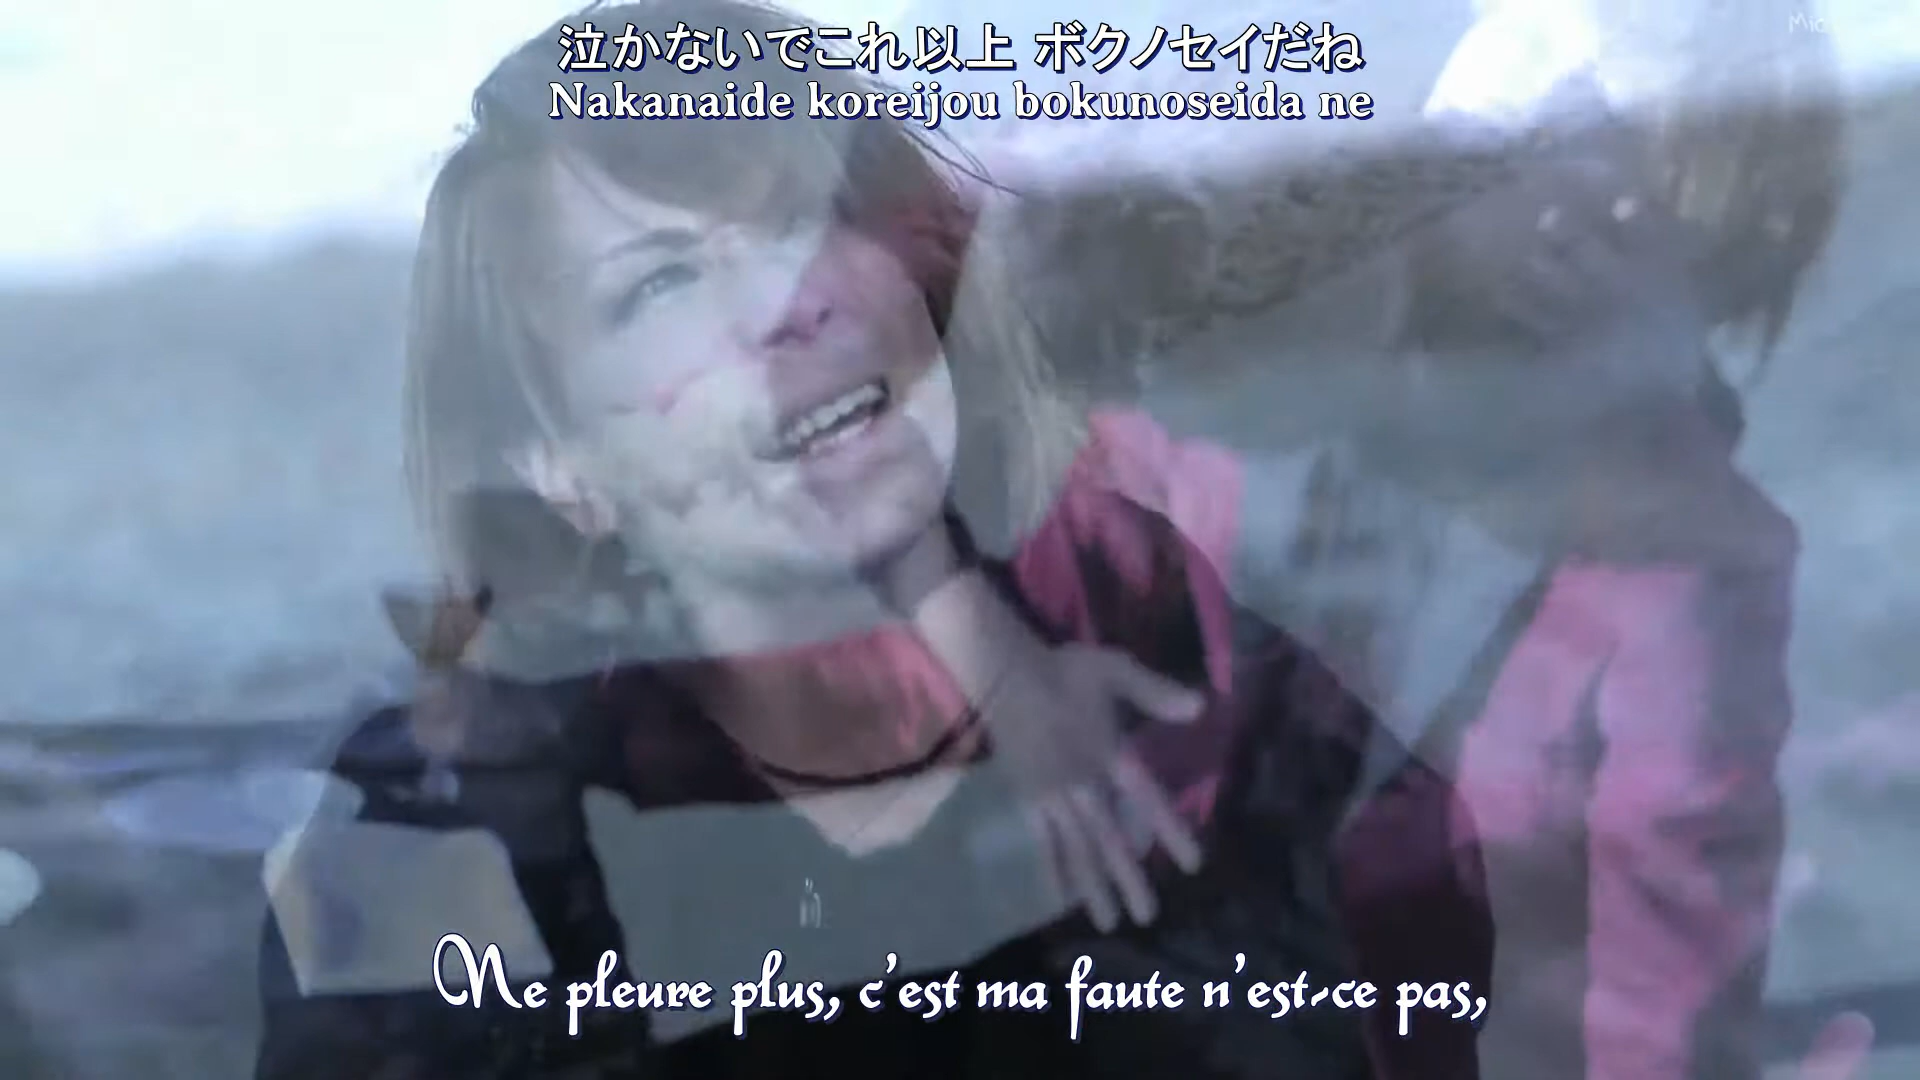 泣かないでこれ以上 ボクノセイだね
Nakanaide koreijou bokunoseida ne
Ne pleure plus, c'est ma faute n'est-ce pas,